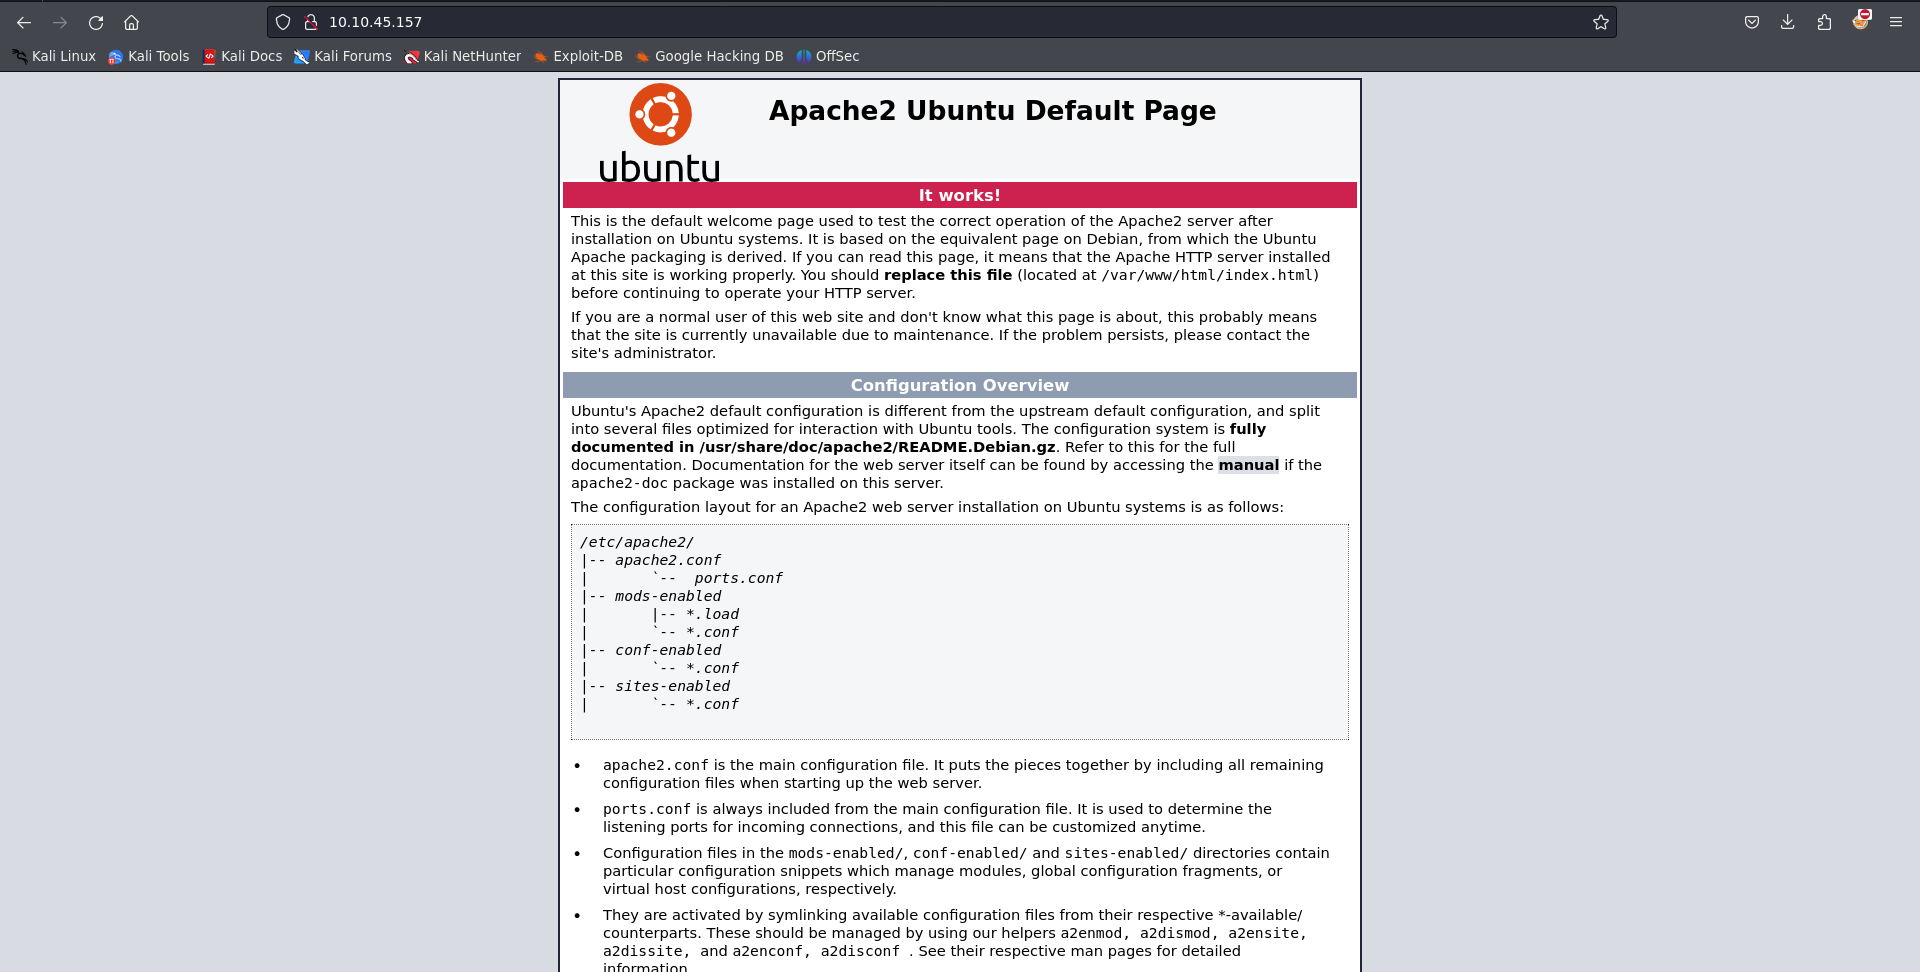 10.10.45.157
Kali Linux Kali Tools Kali Docs Kali Forums Kali NetHunter Exploit-DB Google Hacking DB OffSec
ubuntu
Apache2 Ubuntu Default Page
It works!
This is the default welcome page used to test the correct operation of the Apache2 server after
installation on Ubuntu systems. It is based on the equivalent page on Debian, from which the Ubuntu
Apache packaging is derived. If you can read this page, it means that the Apache HTTP server installed
at this site is working properly. You should replace this file (located at /var/www/html/index.html)
before continuing to operate your HTTP server.
If you are a normal user of this web site and don't know what this page is about, this probably means
that the site is currently unavailable due to maintenance. If the problem persists, please contact the
site's administrator.
Configuration Overview
Ubuntu's Apache2 default configuration is different from the upstream default configuration, and split
into several files optimized for interaction with Ubuntu tools. The configuration system is fully
documented in /usr/share/doc/apache2/README.Debian.gz. Refer to this for the full
documentation. Documentation for the web server itself can be found by accessing the manual if the
apache2-doc package was installed on this server.
The configuration layout for an Apache2 web server installation on Ubuntu systems is as follows:
/etc/apache2/
|-- apache2.conf
|       `--  ports.conf
|-- mods-enabled
|       |-- *.load
|       `-- *.conf
|-- conf-enabled
|       `-- *.conf
|-- sites-enabled
|       `-- *.conf
• apache2.conf is the main configuration file. It puts the pieces together by including all remaining
configuration files when starting up the web server.
• ports.conf is always included from the main configuration file. It is used to determine the
listening ports for incoming connections, and this file can be customized anytime.
• Configuration files in the mods-enabled/, conf-enabled/ and sites-enabled/ directories contain
particular configuration snippets which manage modules, global configuration fragments, or
virtual host configurations, respectively.
• They are activated by symlinking available configuration files from their respective *-available/
counterparts. These should be managed by using our helpers a2enmod, a2dismod, a2ensite,
a2dissite, and a2enconf, a2disconf . See their respective man pages for detailed
information.